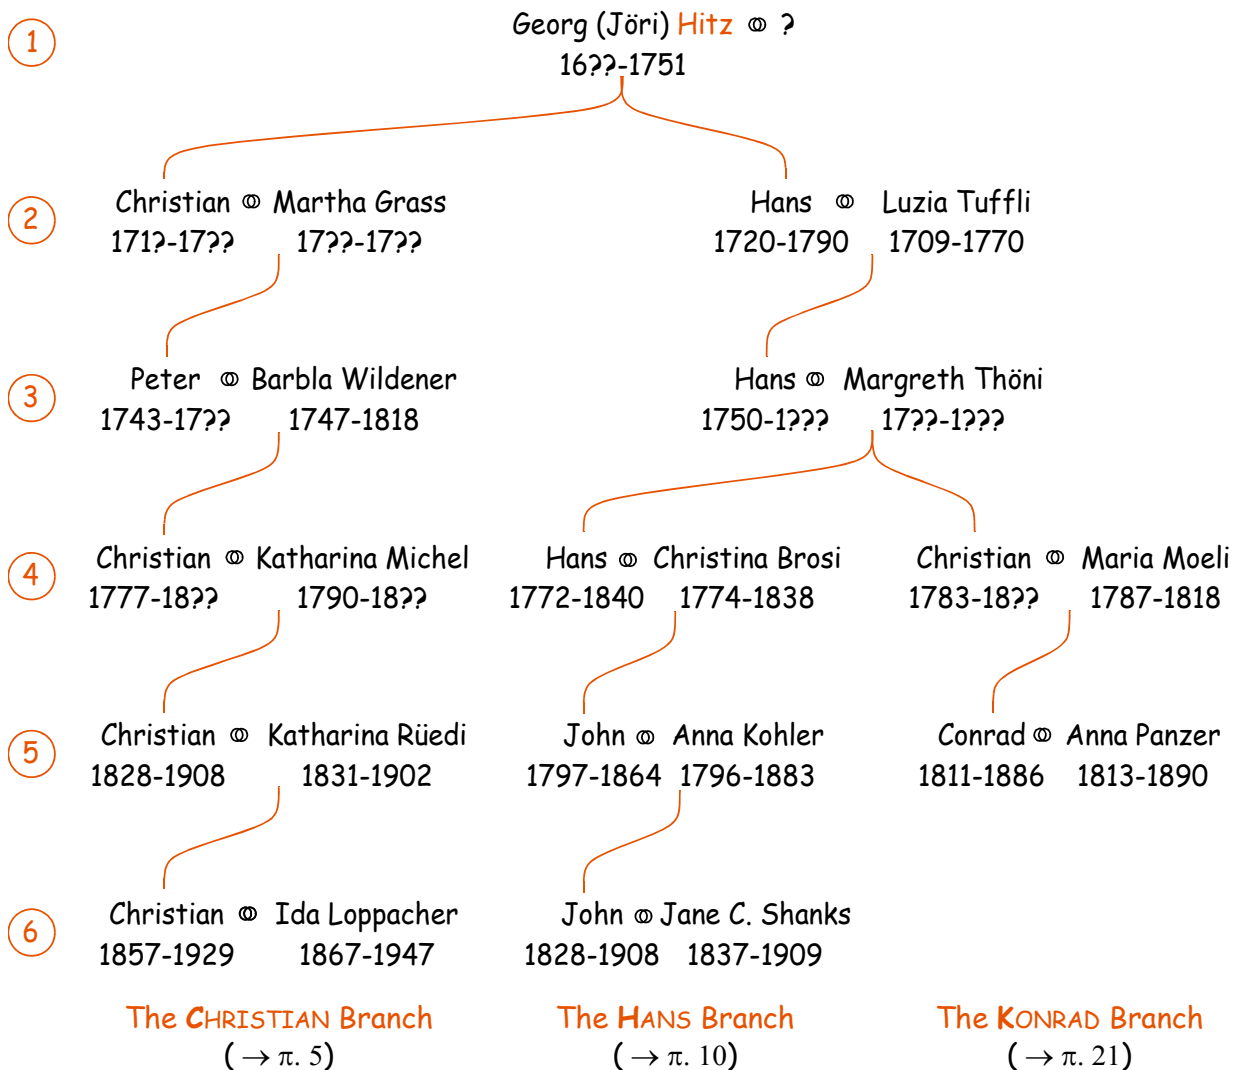 1
Georg (Jöri) Hitz ⚭ ?
16??-1751
2
Christian ⚭ Martha Grass
171?-17?? 17??-17??
Hans ⚭ Luzia Tuffli
1720-1790 1709-1770
3
Peter ⚭ Barbla Wildener
1743-17?? 1747-1818
Hans ⚭ Margreth Thöni
1750-1??? 17??-1???
4
Christian ⚭ Katharina Michel
1777-18?? 1790-18??
Hans ⚭ Christina Brosi
1772-1840 1774-1838
Christian ⚭ Maria Moeli
1783-18?? 1787-1818
5
Christian ⚭ Katharina Rüedi
1828-1908 1831-1902
John ⚭ Anna Kohler
1797-1864 1796-1883
Conrad ⚭ Anna Panzer
1811-1886 1813-1890
6
Christian ⚭ Ida Loppacher
1857-1929 1867-1947
John ⚭ Jane C. Shanks
1828-1908 1837-1909
The CHRISTIAN Branch
(→ π. 5)
The HANS Branch
(→ π. 10)
The KONRAD Branch
(→ π. 21)